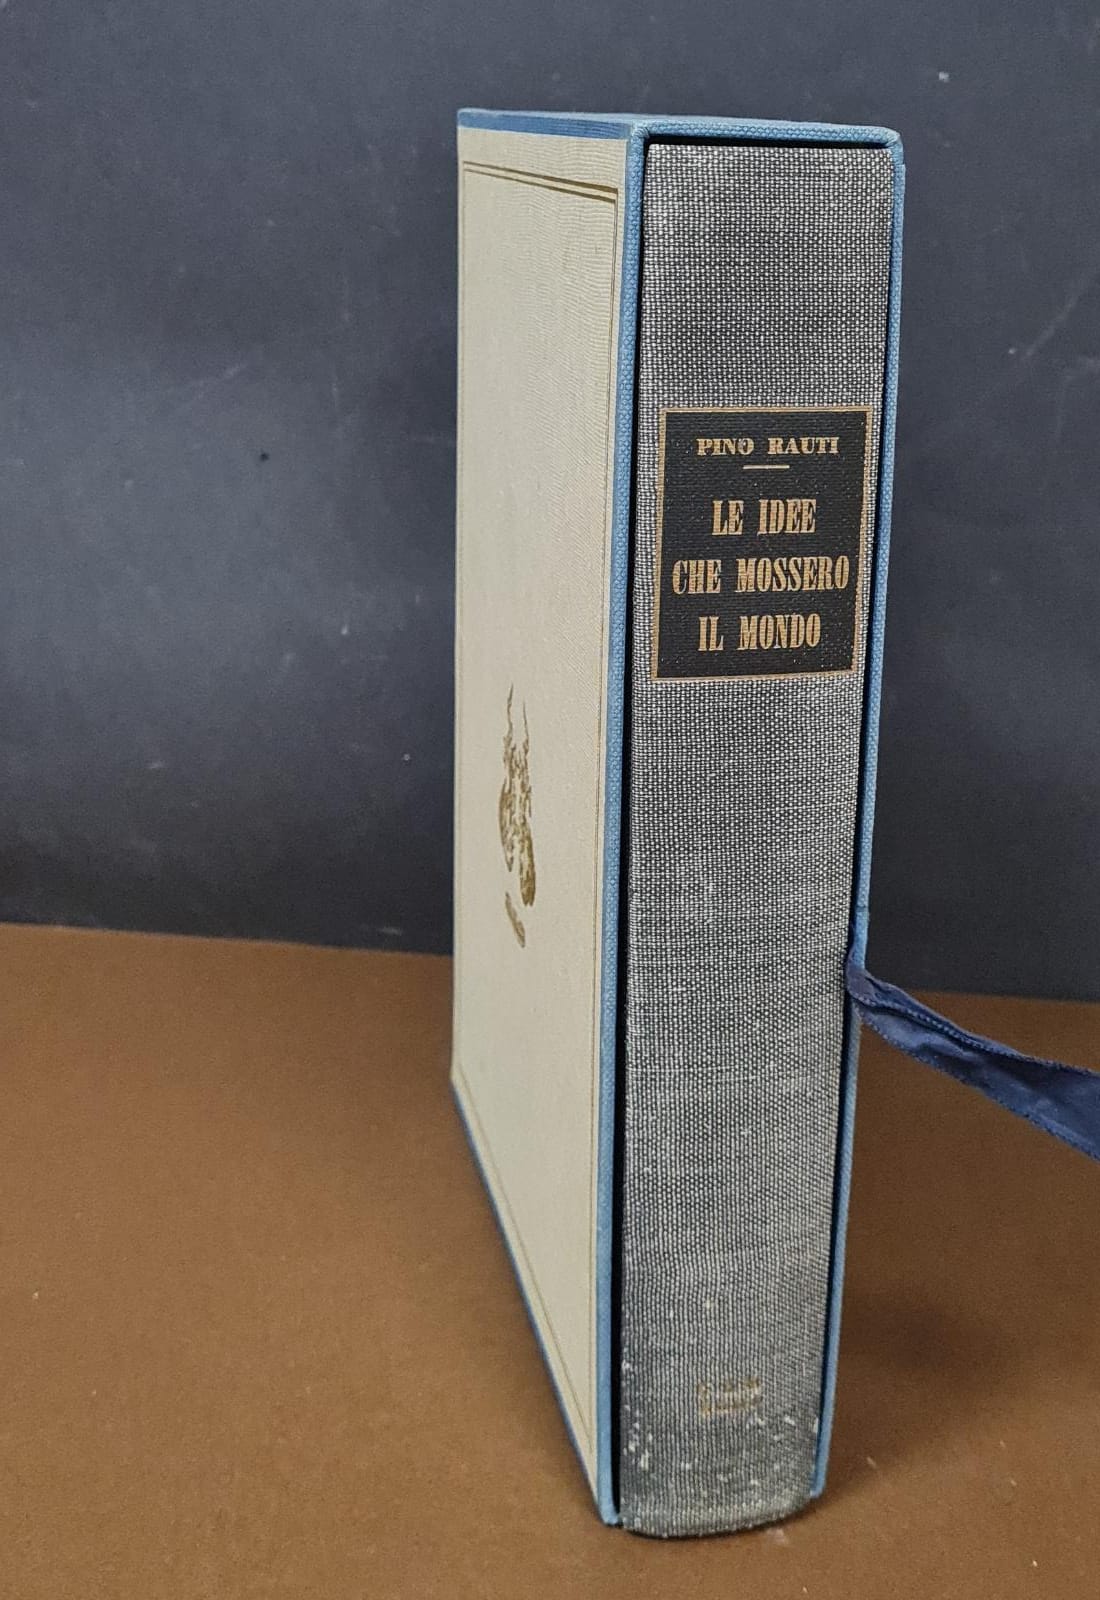 PINO RAUTI
LE IDEE
CHE MOSSERO
IL MONDO